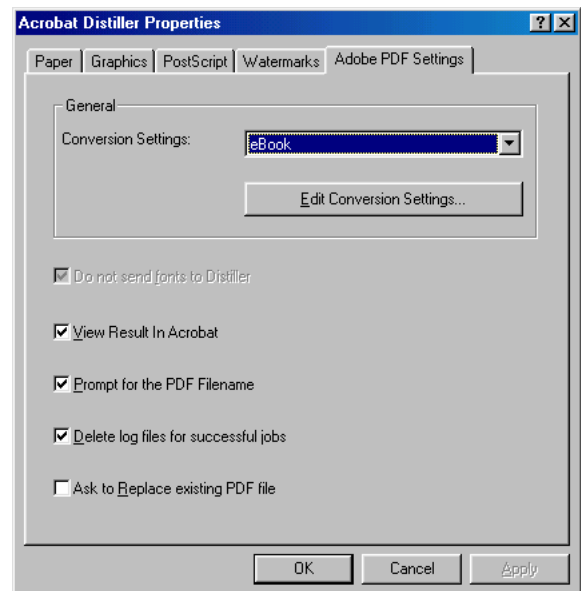 Acrobat Distiller Properties
Paper Graphics PostScript Watermarks Adobe PDF Settings
General
Conversion Settings: eBook
Edit Conversion Settings...
Do not send fonts to Distiller
View Result In Acrobat
Prompt for the PDF Filename
Delete log files for successful jobs
Ask to Replace existing PDF file
OK Cancel Apply